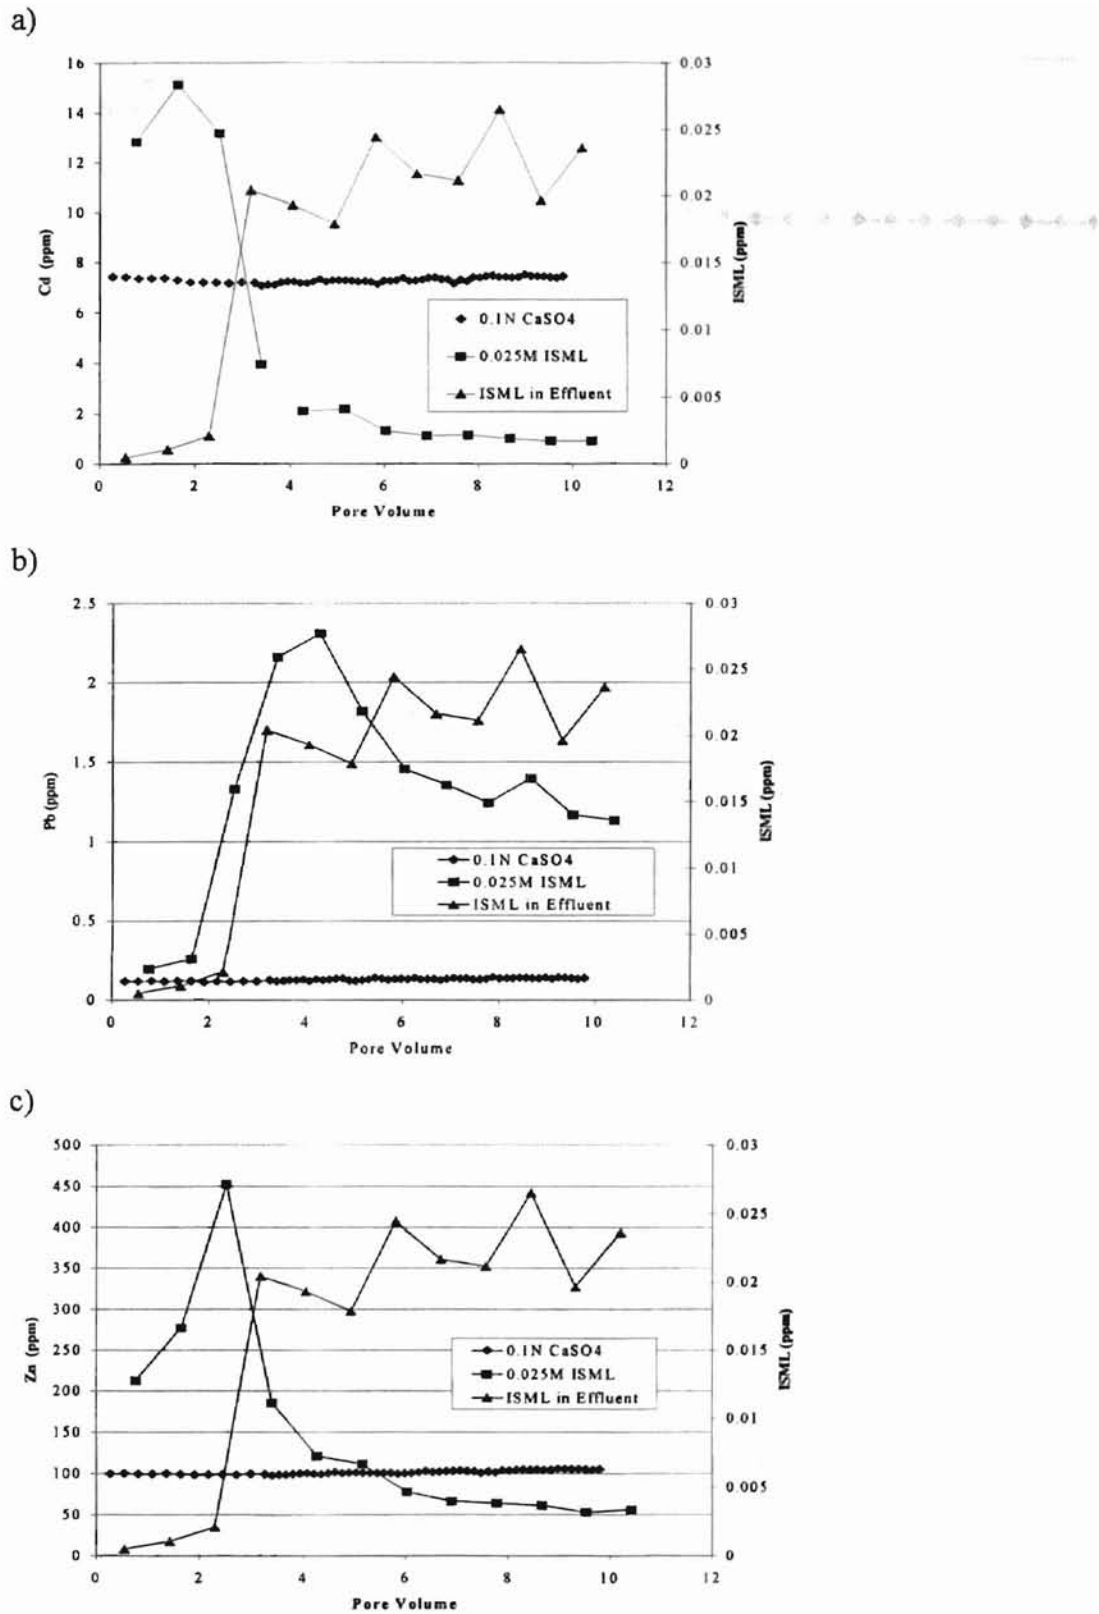 a)
16 0.03
14 0.025
12 0.02
10
8 0.015
6 0.01
4 0.005
2
0 0
Cd (ppm)
ISML (ppm)
0.1N CaSO4
0.025M ISML
ISML in Effluent
0 2 4 6 8 10 12
Pore Volume
b)
2.5 0.03
2 0.025
1.5 0.02
1 0.015
0.5 0.01
0 0.005
0
Pb (ppm)
ISML (ppm)
0.1N CaSO4
0.025M ISML
ISML in Effluent
0 2 4 6 8 10 12
Pore Volume
c)
500 0.03
450 0.025
400
350 0.02
300
250 0.015
200 0.01
150
100 0.005
50
0 0
Zn (ppm)
ISML (ppm)
0.1N CaSO4
0.025M ISML
ISML in Effluent
0 2 4 6 8 10 12
Pore Volume